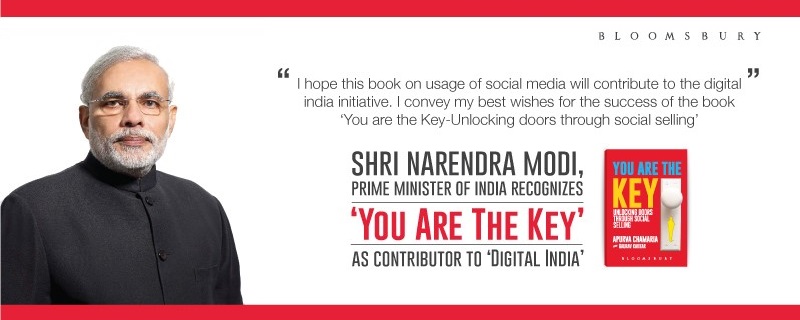 BLOOMSBURY
“ I hope this book on usage of social media will contribute to the digital ”
india initiative. I convey my best wishes for the success of the book
‘You are the Key-Unlocking doors through social selling’
SHRI NARENDRA MODI,
PRIME MINISTER OF INDIA RECOGNIZES
‘YOU ARE THE KEY’
AS CONTRIBUTOR TO ‘DIGITAL INDIA’
YOU ARE THE
KEY
UNLOCKING DOORS
THROUGH SOCIAL
SELLING
APURVA CHAMARIA
BLOOMSBURY